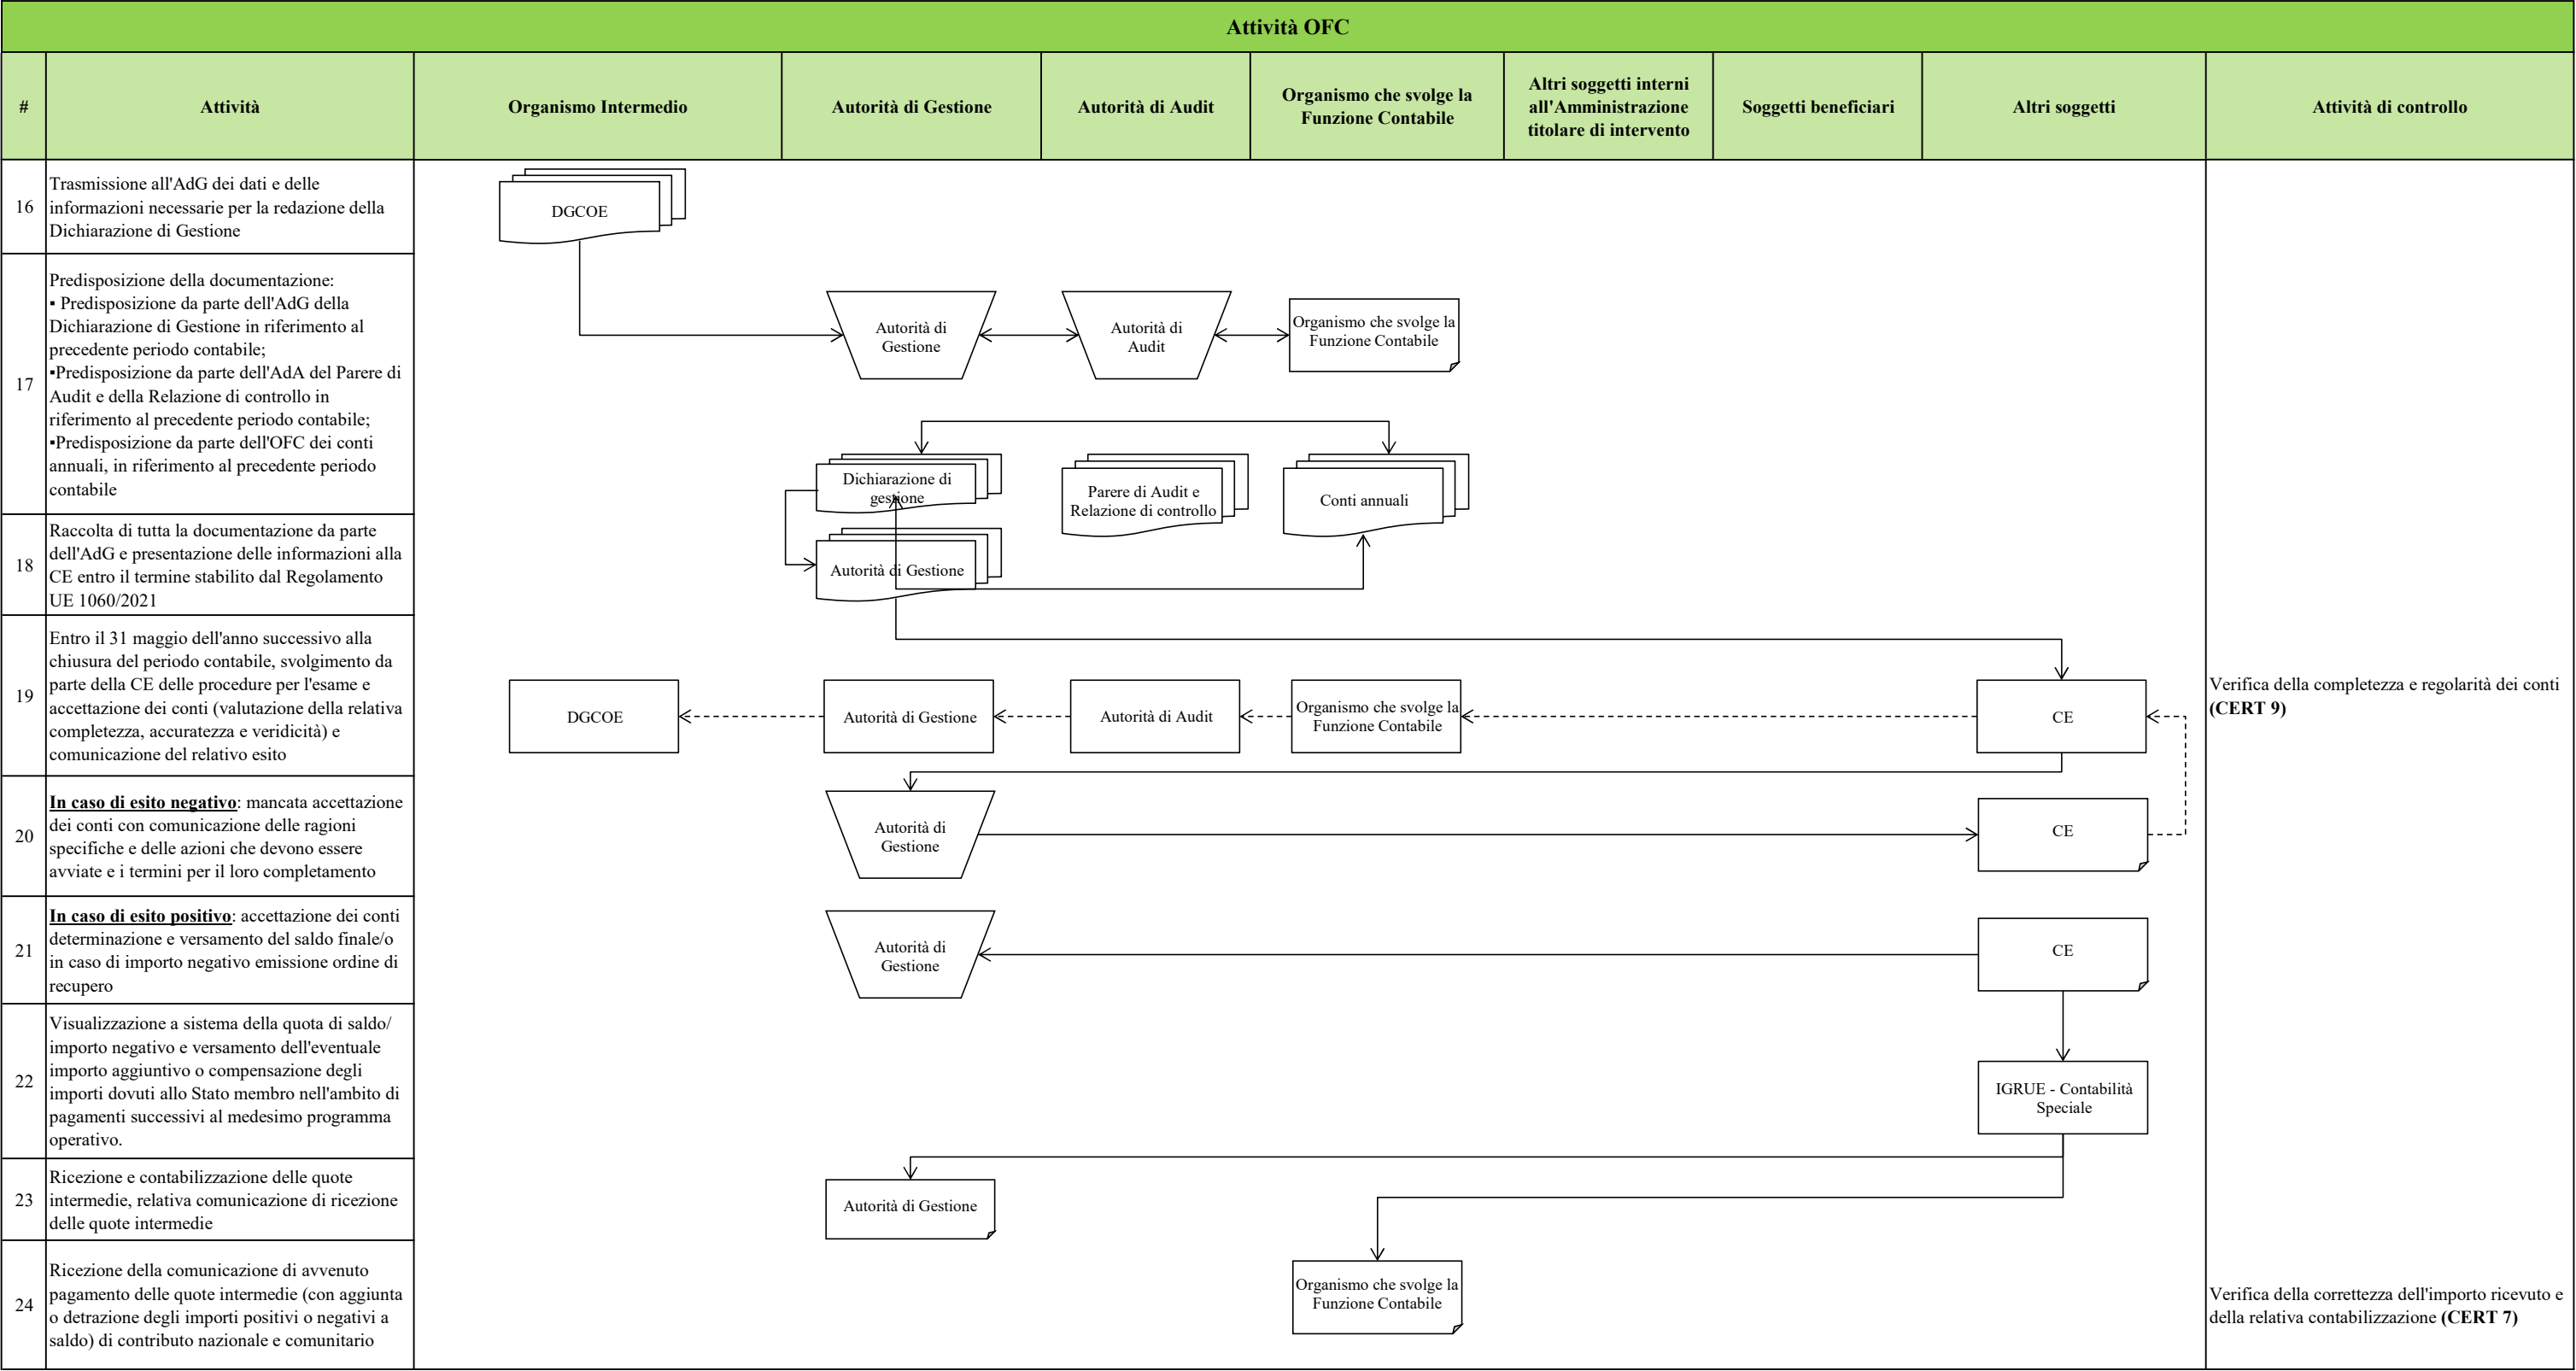 Attività OFC
#
Attività
Organismo Intermedio
Autorità di Gestione
Autorità di Audit
Organismo che svolge la
Funzione Contabile
Altri soggetti interni
all'Amministrazione
titolare di intervento
Soggetti beneficiari
Altri soggetti
Attività di controllo
16
Trasmissione all'AdG dei dati e delle
informazioni necessarie per la redazione della
Dichiarazione di Gestione
DGCOE
17
Predisposizione della documentazione:
▪ Predisposizione da parte dell'AdG della
Dichiarazione di Gestione in riferimento al
precedente periodo contabile;
▪Predisposizione da parte dell'AdA del Parere di
Audit e della Relazione di controllo in
riferimento al precedente periodo contabile;
▪Predisposizione da parte dell'OFC dei conti
annuali, in riferimento al precedente periodo
contabile
Autorità di
Gestione
Autorità di
Audit
Organismo che svolge la
Funzione Contabile
Dichiarazione di
gestione
Parere di Audit e
Relazione di controllo
Conti annuali
18
Raccolta di tutta la documentazione da parte
dell'AdG e presentazione delle informazioni alla
CE entro il termine stabilito dal Regolamento
UE 1060/2021
Autorità di Gestione
19
Entro il 31 maggio dell'anno successivo alla
chiusura del periodo contabile, svolgimento da
parte della CE delle procedure per l'esame e
accettazione dei conti (valutazione della relativa
completezza, accuratezza e veridicità) e
comunicazione del relativo esito
DGCOE
Autorità di Gestione
Autorità di Audit
Organismo che svolge la
Funzione Contabile
CE
Verifica della completezza e regolarità dei conti
(CERT 9)
20
In caso di esito negativo: mancata accettazione
dei conti con comunicazione delle ragioni
specifiche e delle azioni che devono essere
avviate e i termini per il loro completamento
Autorità di
Gestione
CE
21
In caso di esito positivo: accettazione dei conti
determinazione e versamento del saldo finale/o
in caso di importo negativo emissione ordine di
recupero
Autorità di
Gestione
CE
22
Visualizzazione a sistema della quota di saldo/
importo negativo e versamento dell'eventuale
importo aggiuntivo o compensazione degli
importi dovuti allo Stato membro nell'ambito di
pagamenti successivi al medesimo programma
operativo.
IGRUE - Contabilità
Speciale
23
Ricezione e contabilizzazione delle quote
intermedie, relativa comunicazione di ricezione
delle quote intermedie
Autorità di Gestione
24
Ricezione della comunicazione di avvenuto
pagamento delle quote intermedie (con aggiunta
o detrazione degli importi positivi o negativi a
saldo) di contributo nazionale e comunitario
Organismo che svolge la
Funzione Contabile
Verifica della correttezza dell'importo ricevuto e
della relativa contabilizzazione (CERT 7)